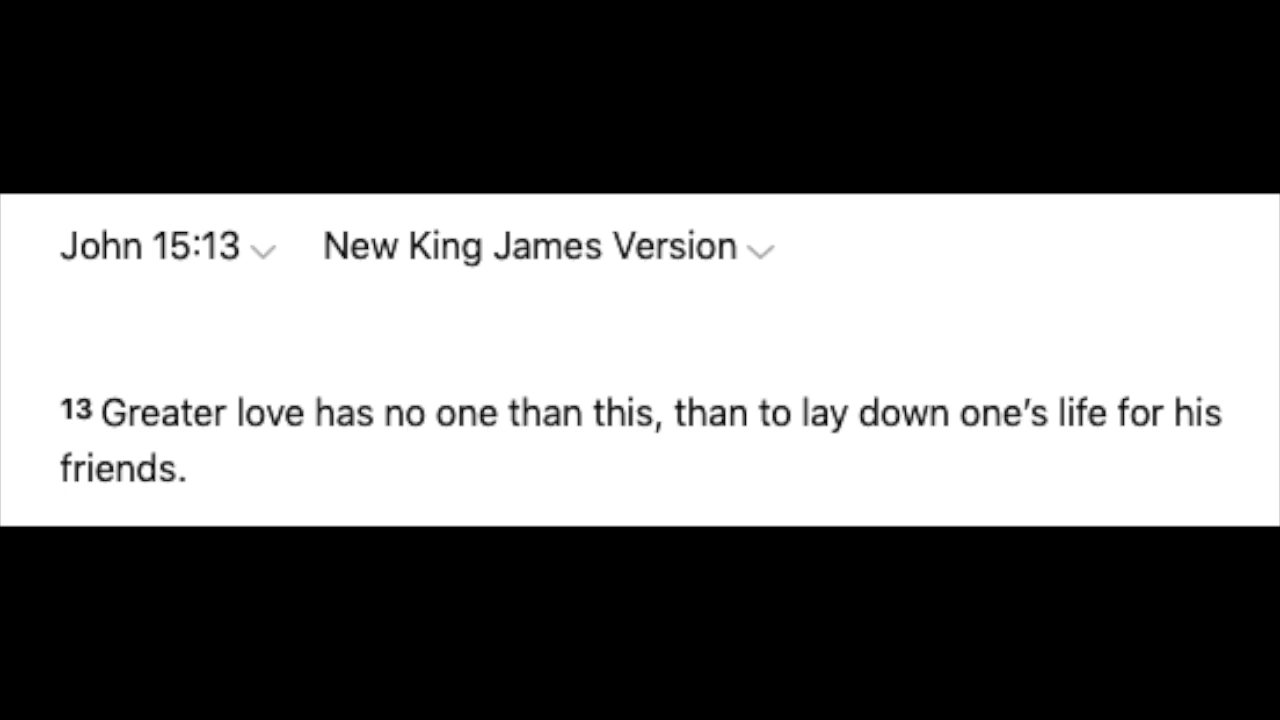 John 15:13 New King James Version
13 Greater love has no one than this, than to lay down one’s life for his
friends.